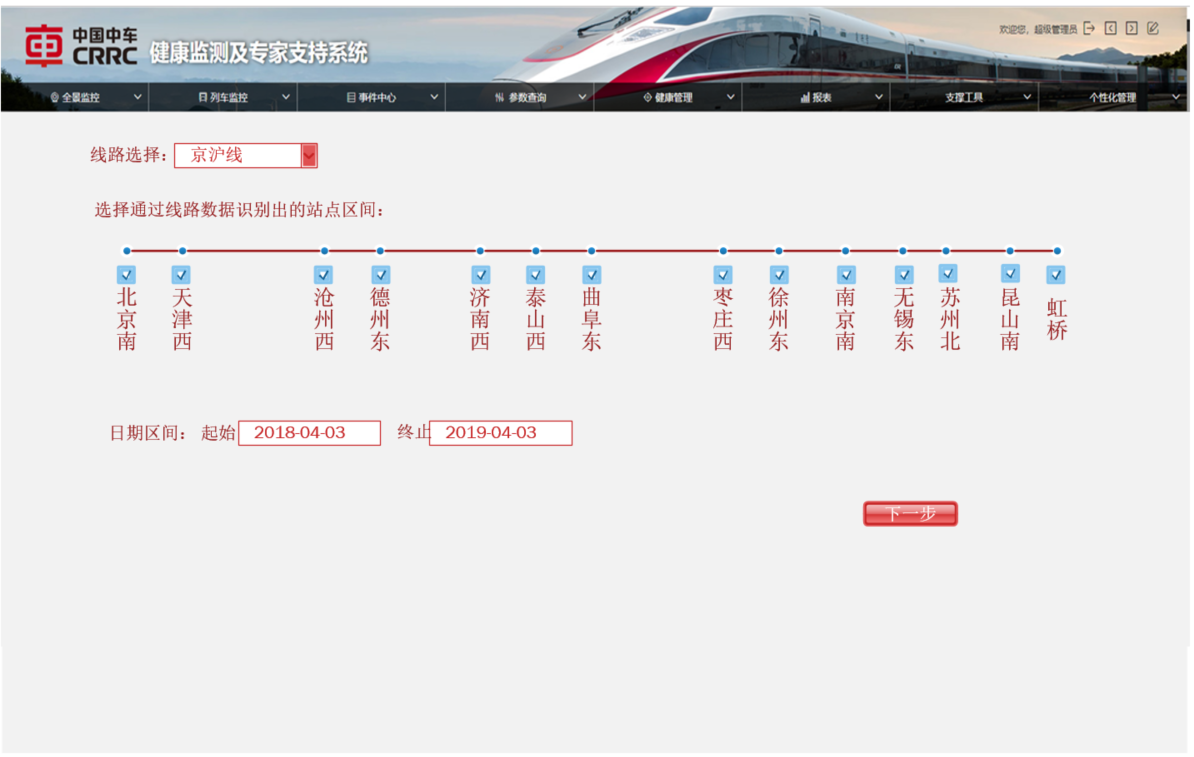 中国中车
CRRC 健康监测及专家支持系统
欢迎您，超级管理员
全景监控 列车监控 事件中心 参数查询 健康管理 报表 支撑工具 个性化管理
线路选择： 京沪线
选择通过线路数据识别出的站点区间：
北京南 天津西 沧州西 德州东 济南西 泰山西 曲阜东 枣庄西 徐州东 南京南 无锡东 苏州北 昆山南 虹桥
日期区间： 起始 2018-04-03 终止 2019-04-03
下一步